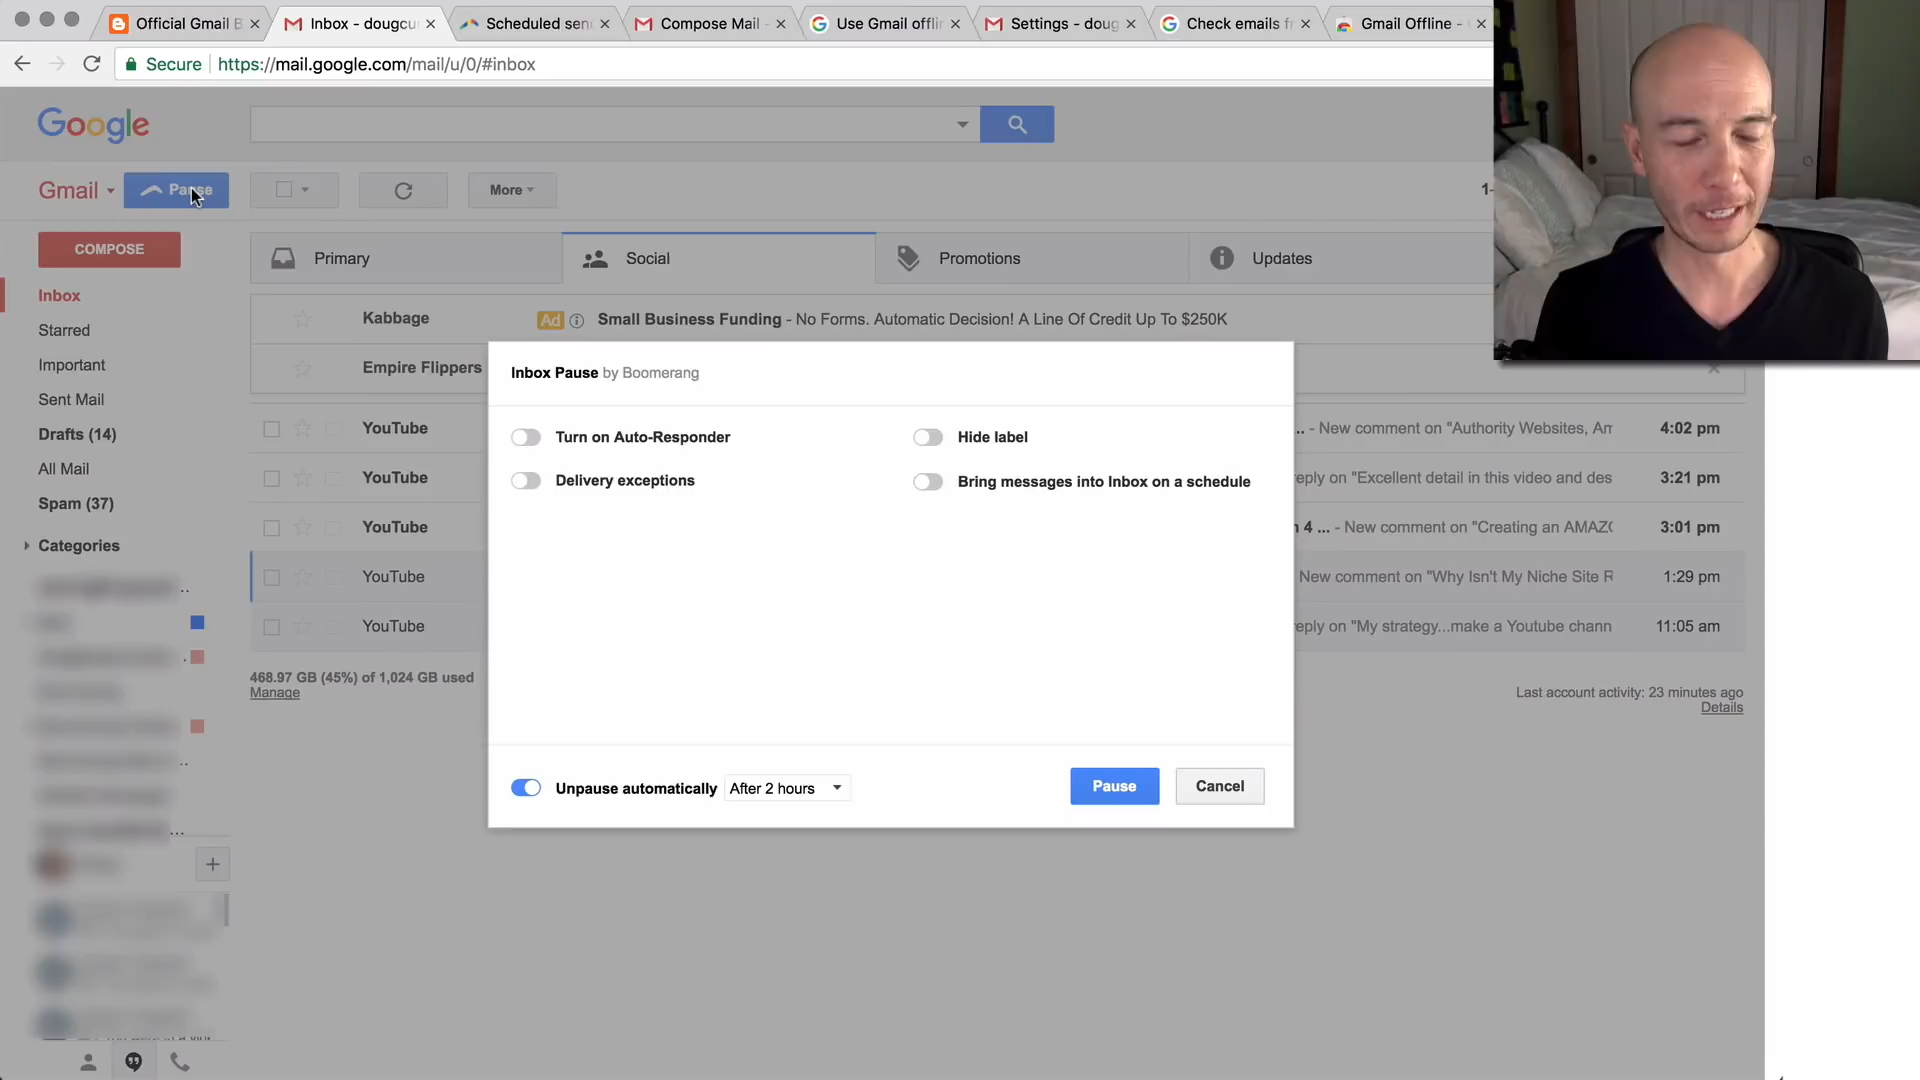 Official Gmail B
Inbox - dougcu
Scheduled sen
Compose Mail -
Use Gmail offli
Settings - doug
Check emails f
Gmail Offline -
Secure
https://mail.google.com/mail/u/0/#inbox
Google
Gmail
Pause
More
1-
COMPOSE
Primary
Social
Promotions
Updates
Inbox
Starred
Important
Sent Mail
Drafts (14)
All Mail
Spam (37)
Categories
Kabbage
Ad
Small Business Funding - No Forms. Automatic Decision! A Line Of Credit Up To $250K
Empire Flippers
YouTube
.. - New comment on "Authority Websites, Am
4:02 pm
YouTube
eply on "Excellent detail in this video and des
3:21 pm
YouTube
n 4 ... - New comment on "Creating an AMAZO
3:01 pm
YouTube
New comment on "Why Isn't My Niche Site R
1:29 pm
YouTube
eply on "My strategy...make a Youtube chann
11:05 am
468.97 GB (45%) of 1,024 GB used
Manage
Last account activity: 23 minutes ago
Details
Inbox Pause by Boomerang
Turn on Auto-Responder
Hide label
Delivery exceptions
Bring messages into Inbox on a schedule
Unpause automatically
After 2 hours
Pause
Cancel